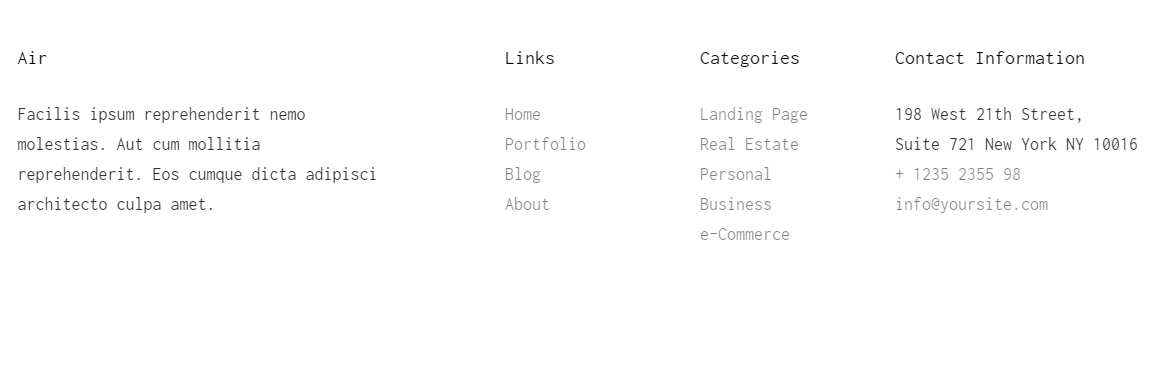 Air
Facilis ipsum reprehenderit nemo
molestias. Aut cum mollitia
reprehenderit. Eos cumque dicta adipisci
architecto culpa amet.
Links
Home
Portfolio
Blog
About
Categories
Landing Page
Real Estate
Personal
Business
e-Commerce
Contact Information
198 West 21th Street,
Suite 721 New York NY 10016
+ 1235 2355 98
info@yoursite.com